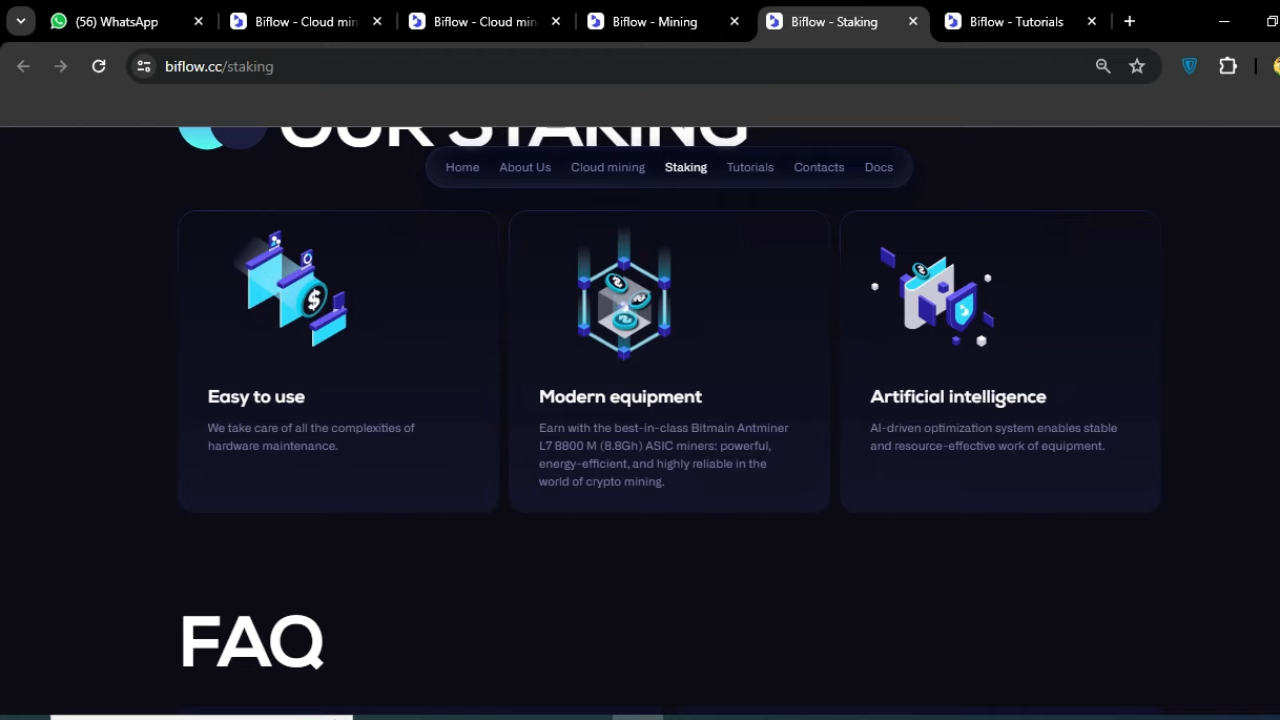 (56) WhatsApp
Biflow - Cloud min
Biflow - Cloud min
Biflow - Mining
Biflow - Staking
Biflow - Tutorials
biflow.cc/staking
OUR STAKING
Home
About Us
Cloud mining
Staking
Tutorials
Contacts
Docs
Easy to use
We take care of all the complexities of
hardware maintenance.
Modern equipment
Earn with the best-in-class Bitmain Antminer
L7 8800 M (8.8Gh) ASIC miners: powerful,
energy-efficient, and highly reliable in the
world of crypto mining.
Artificial intelligence
AI-driven optimization system enables stable
and resource-effective work of equipment.
FAQ